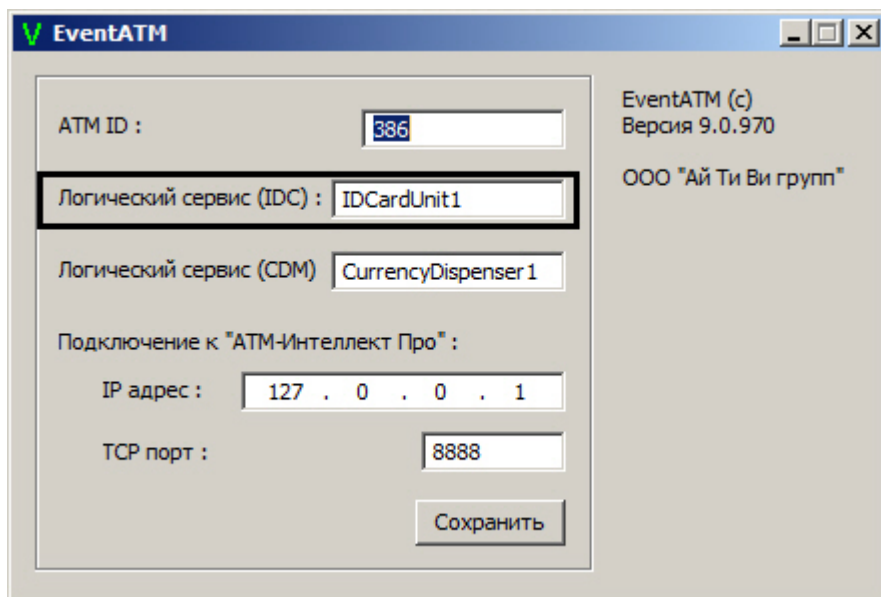 EventATM
ATM ID : 386
Логический сервис (IDC) : IDCardUnit1
Логический сервис (CDM) CurrencyDispenser1
Подключение к "АТМ-Интеллект Про" :
IP адрес : 127 . 0 . 0 . 1
TCP порт : 8888
Сохранить
EventATM (c)
Версия 9.0.970
ООО "Ай Ти Ви групп"